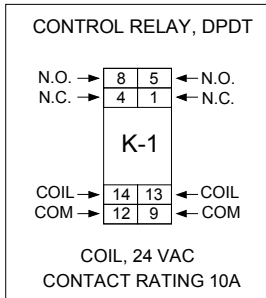 CONTROL RELAY, DPDT
N.O. 8 5 N.O.
N.C. 4 1 N.C.
K-1
COIL 14 13 COIL
COM 12 9 COM
COIL, 24 VAC
CONTACT RATING 10A